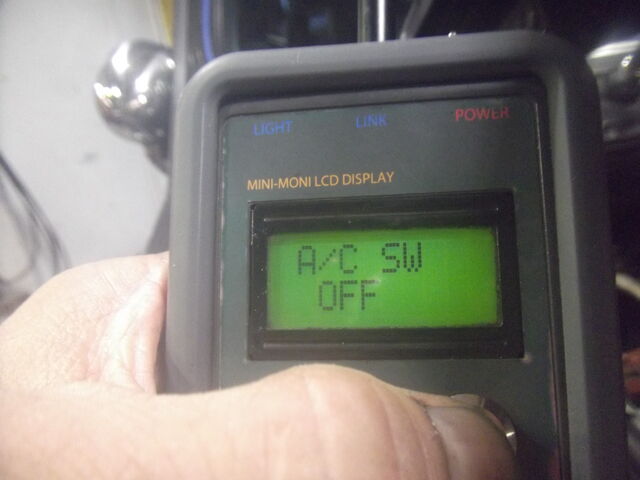 LIGHT LINK POWER
MINI-MONI LCD DISPLAY
A/C SW
OFF